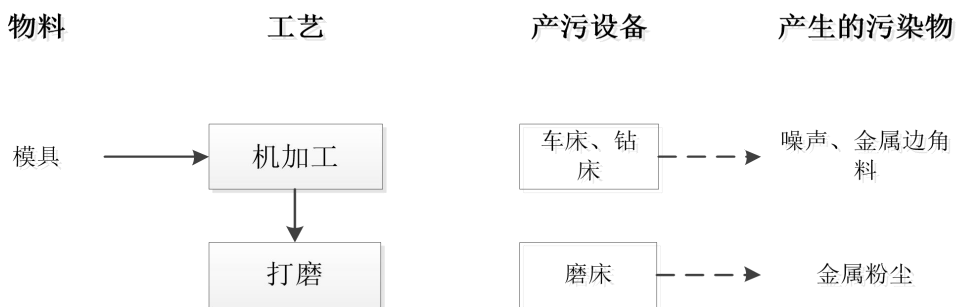 物料 工艺 产污设备 产生的污染物
模具 机加工 车床、钻床 噪声、金属边角料
打磨 磨床 金属粉尘